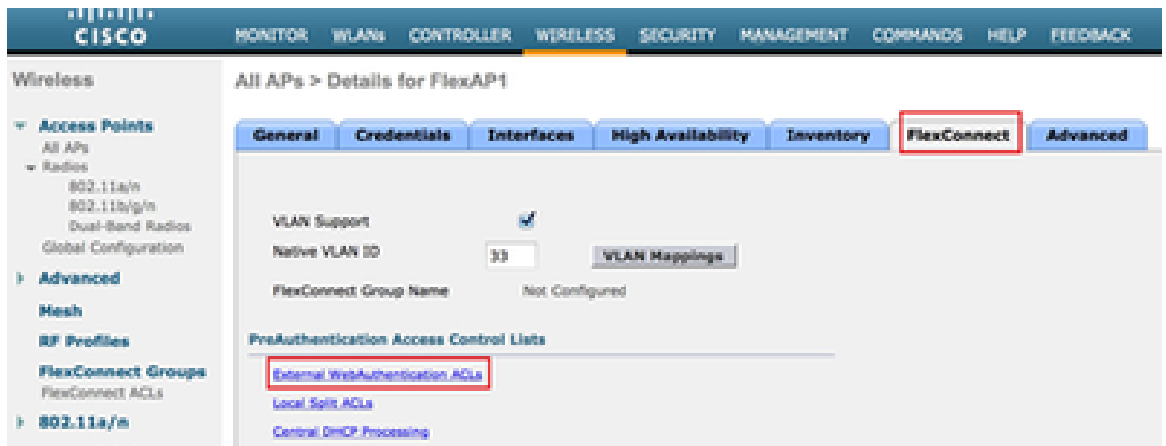 CISCO
MONITOR WLANs CONTROLLER WIRELESS SECURITY MANAGEMENT COMMANDS HELP FEEDBACK
Wireless
Access Points
All APs
Radios
802.11a/n
802.11b/g/n
Dual-Band Radios
Global Configuration
Advanced
Mesh
RF Profiles
FlexConnect Groups
FlexConnect ACLs
802.11a/n
All APs > Details for FlexAP1
General Credentials Interfaces High Availability Inventory FlexConnect Advanced
VLAN Support
Native VLAN ID 33 VLAN Mappings
FlexConnect Group Name Not Configured
PreAuthentication Access Control Lists
External WebAuthentication ACLs
Local Split ACLs
Central DHCP Processing